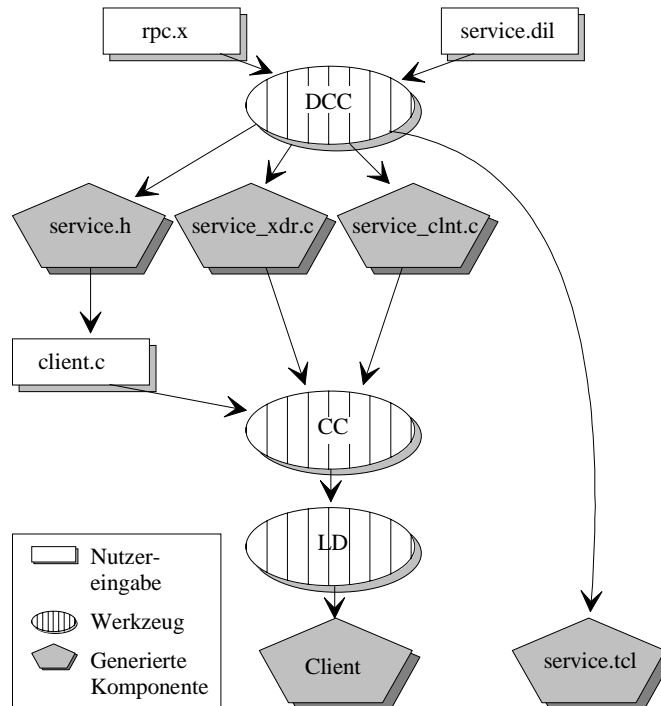 rpc.x
service.dil
DCC
service.h
service_xdr.c
service_clnt.c
client.c
CC
LD
Nutzer-
eingabe
Werkzeug
Generierte
Komponente
Client
service.tcl